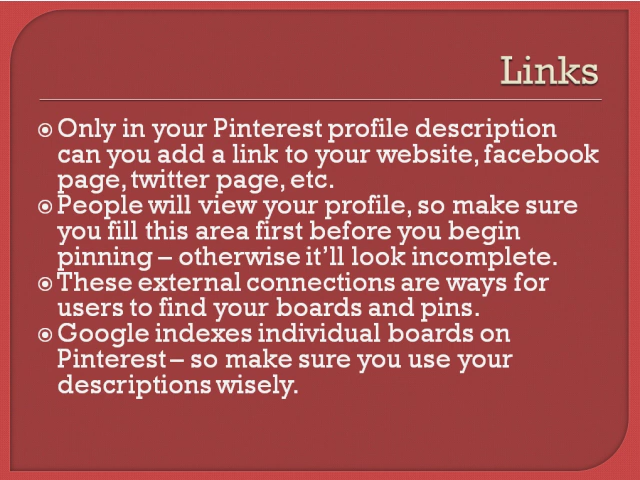 Links
Only in your Pinterest profile description
can you add a link to your website, facebook
page, twitter page, etc.
People will view your profile, so make sure
you fill this area first before you begin
pinning – otherwise it'll look incomplete.
These external connections are ways for
users to find your boards and pins.
Google indexes individual boards on
Pinterest – so make sure you use your
descriptions wisely.